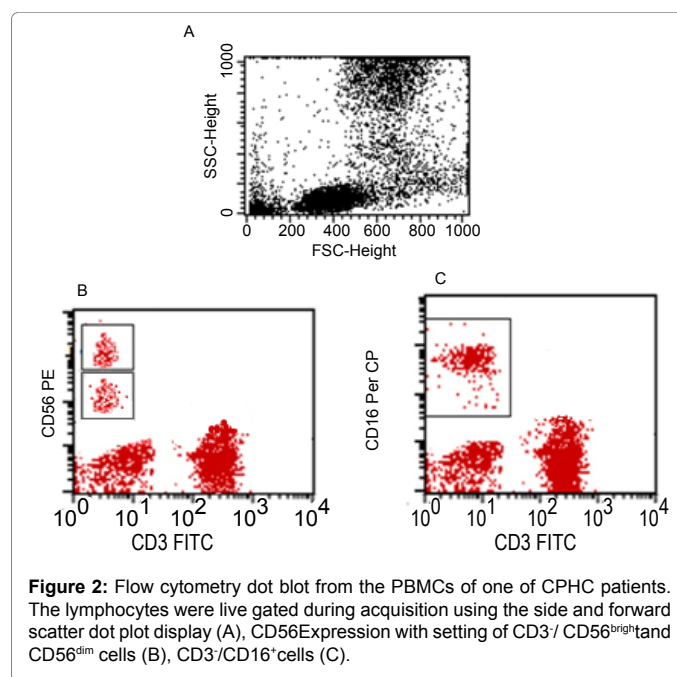 A
1000
SSC-Height
0
0 200 400 600 800 1000
FSC-Height
B
CD56 PE
10^0 10^1 10^2 10^3 10^4
CD3 FITC
C
CD16 Per CP
10^0 10^1 10^2 10^3 10^4
CD3 FITC
Figure 2: Flow cytometry dot blot from the PBMCs of one of CPHC patients.
The lymphocytes were live gated during acquisition using the side and forward
scatter dot plot display (A), CD56Expression with setting of CD3-/ CD56brightand
CD56dim cells (B), CD3-/CD16+cells (C).